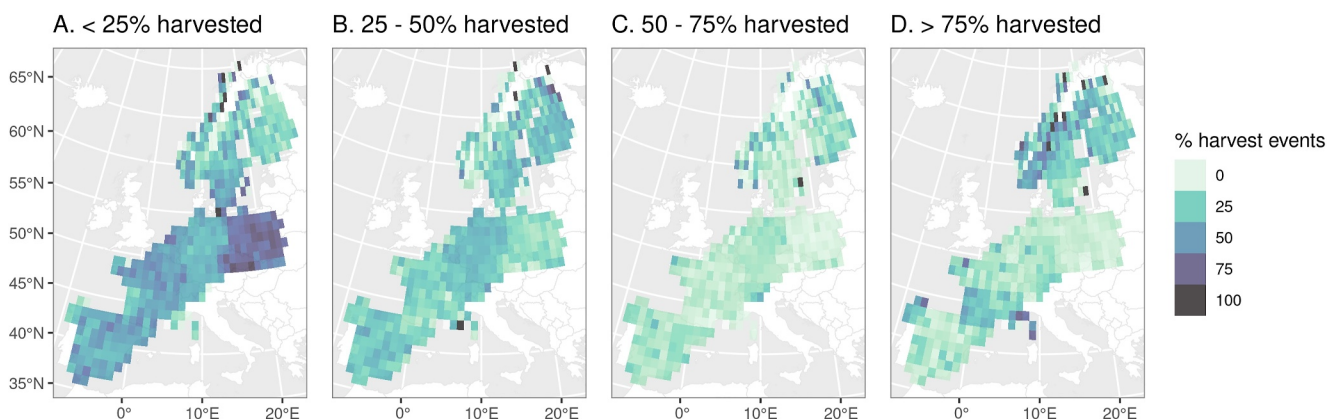 A. < 25% harvested
B. 25 - 50% harvested
C. 50 - 75% harvested
D. > 75% harvested
65°N
60°N
55°N
50°N
45°N
40°N
35°N
0°
10°E
20°E
0°
10°E
20°E
0°
10°E
20°E
0°
10°E
20°E
% harvest events
0
25
50
75
100